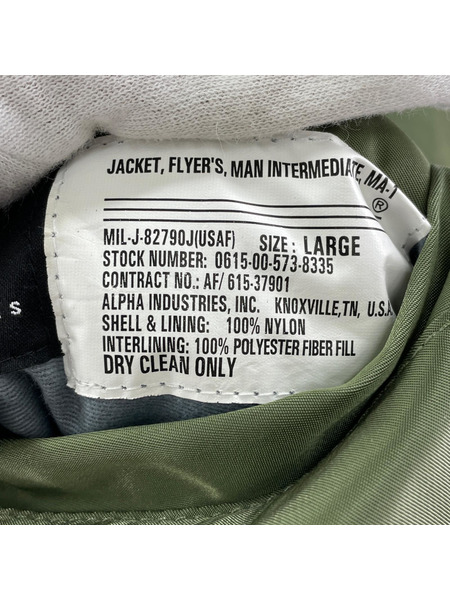 JACKET, FLYER'S, MAN INTERMEDIATE, MA-1
®
MIL-J-82790J(USAF) SIZE : LARGE
STOCK NUMBER: 0615-00-573-8335
CONTRACT NO.: AF/ 615-37901
ALPHA INDUSTRIES, INC. KNOXVILLE,TN, U.S.A
SHELL & LINING: 100% NYLON
INTERLINING: 100% POLYESTER FIBER FILL
DRY CLEAN ONLY
S